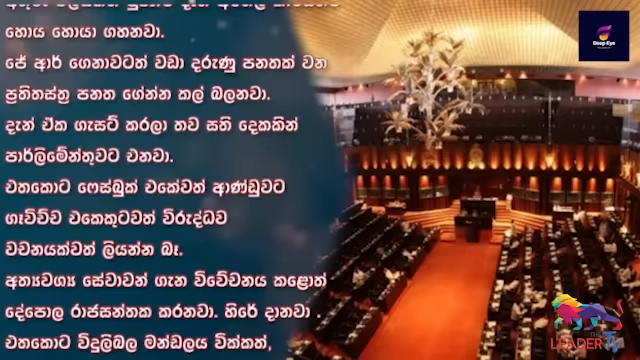 හොය හොයා ගහනවා.
ජේ ආර් ගෙනාවටත් වඩා දරුණු පනතක් වන
ප්‍රතිත්‍රස්ත පනත ගේන්න කල් බලනවා.
දැන් ඒක ගැසට් කරලා තව සති දෙකකින්
පාර්ලිමේන්තුවට එනවා.
එතකොට ෆෙස්බුක් එකේවත් ආණ්ඩුවට
ගෑවිච්ච එකෙකුටවත් විරුද්ධව
වචනයක්වත් ලියන්න බෑ.
අත්‍යවශ්‍ය සේවාවන් ගැන විවේචනය කළොත්
දේපොල රාජසන්තක කරනවා. හිරේ දානවා .
එතකොට විදුලිබල මන්ඩලය වික්කත්,
Deep Eye
THE
LEADER TV